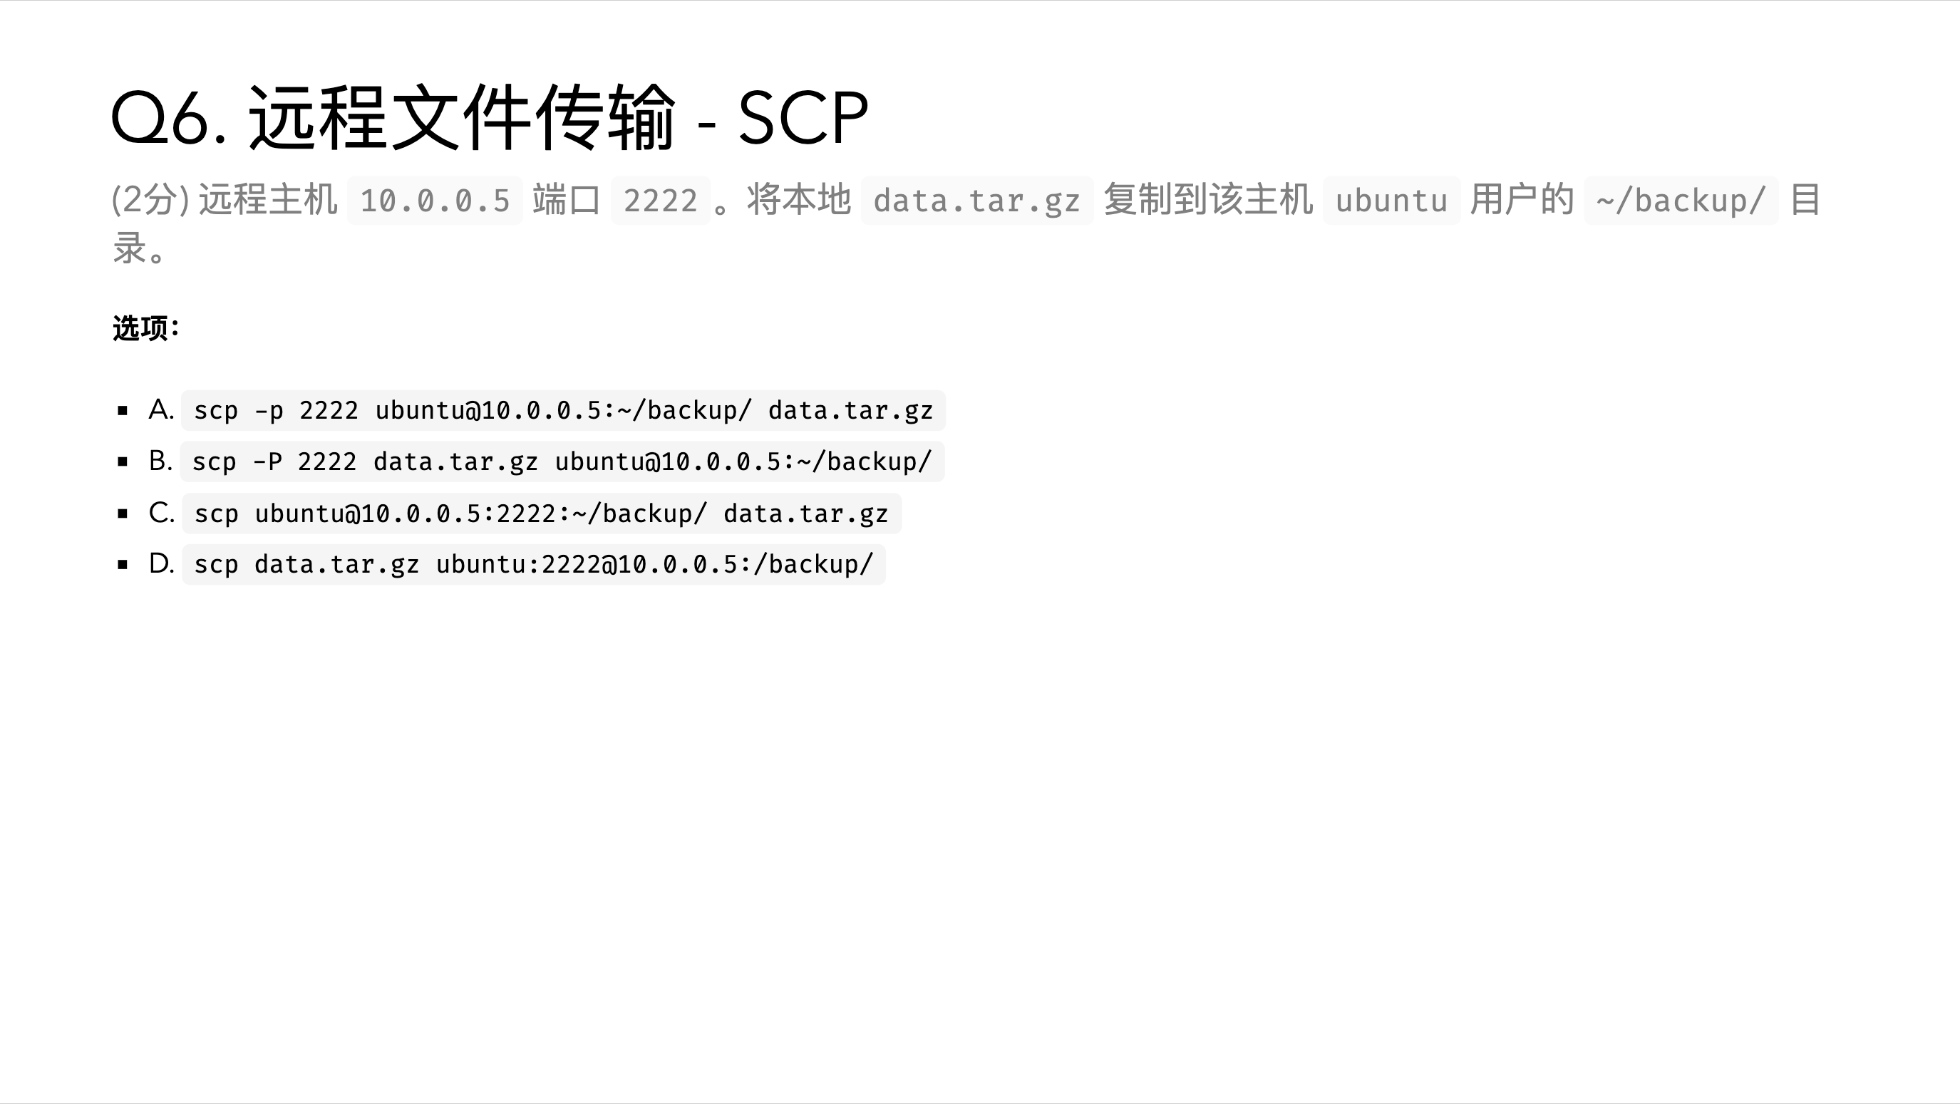 Q6. 远程文件传输 - SCP
(2分) 远程主机 10.0.0.5 端口 2222 。将本地 data.tar.gz 复制到该主机 ubuntu 用户的 ~/backup/ 目
录。
选项：
▪ A. scp -p 2222 ubuntu@10.0.0.5:~/backup/ data.tar.gz
▪ B. scp -P 2222 data.tar.gz ubuntu@10.0.0.5:~/backup/
▪ C. scp ubuntu@10.0.0.5:2222:~/backup/ data.tar.gz
▪ D. scp data.tar.gz ubuntu:2222@10.0.0.5:/backup/